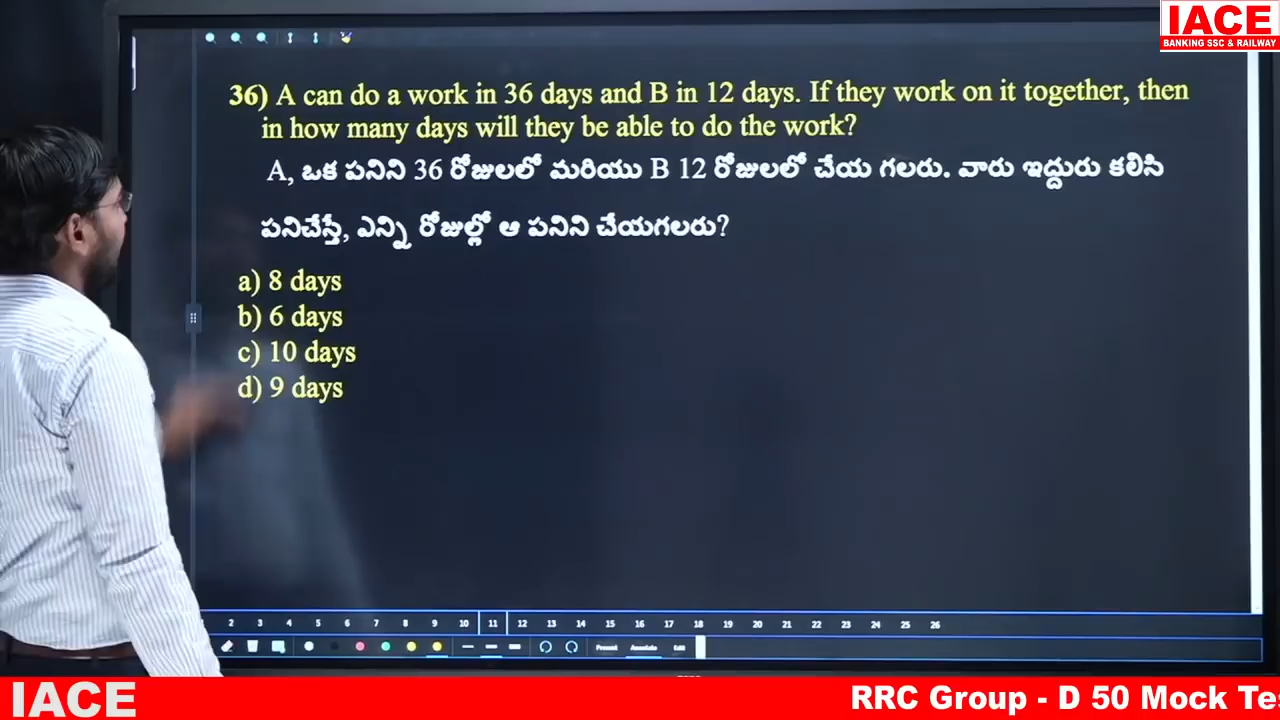 IACE
BANKING SSC & RAILWAY
36) A can do a work in 36 days and B in 12 days. If they work on it together, then
in how many days will they be able to do the work?
A, ఒక పనిని 36 రోజులలో మరియు B 12 రోజులలో చేయ గలరు. వారు ఇద్దురు కలిసి
పనిచేస్తే, ఎన్ని రోజుల్లో ఆ పనిని చేయగలరు?
a) 8 days
b) 6 days
c) 10 days
d) 9 days
2 3 4 5 6 7 8 9 10 11 12 13 14 15 16 17 18 19 20 21 22 23 24 25 26
Present Annotate Edit
IACE
RRC Group - D 50 Mock Tes